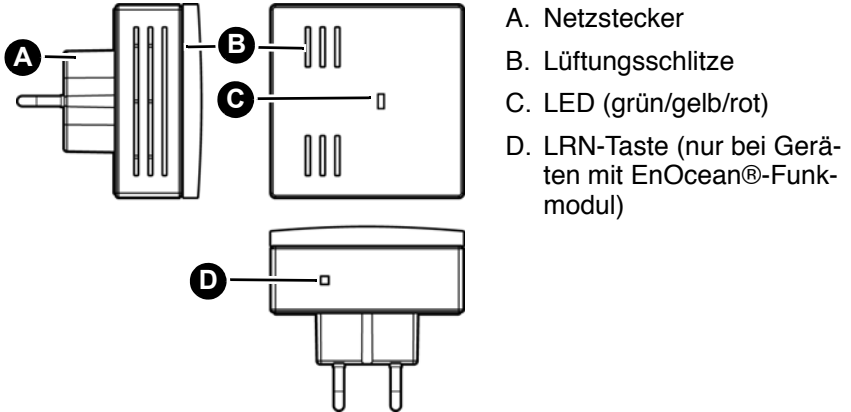 A
B
C
D
A. Netzstecker
B. Lüftungsschlitze
C. LED (grün/gelb/rot)
D. LRN-Taste (nur bei Gerä-
ten mit EnOcean®-Funk-
modul)